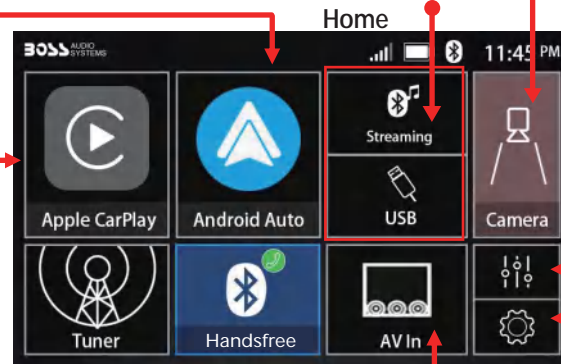 Home
BOSS AUDIO SYSTEMS
11:45 PM
Streaming
Apple CarPlay
Android Auto
USB
Camera
Tuner
Handsfree
AV In